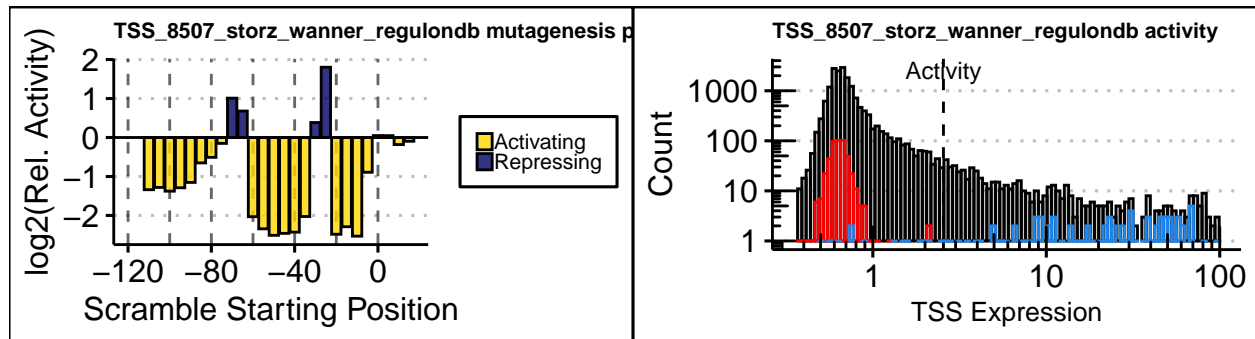 TSS_8507_storz_wanner_regulondb mutagenesis p
2
1
0
−1
−2
log2(Rel. Activity)
−120
−80
−40
0
Scramble Starting Position
Activating
Repressing
TSS_8507_storz_wanner_regulondb activity
Activity
1000
100
10
1
Count
1
10
100
TSS Expression